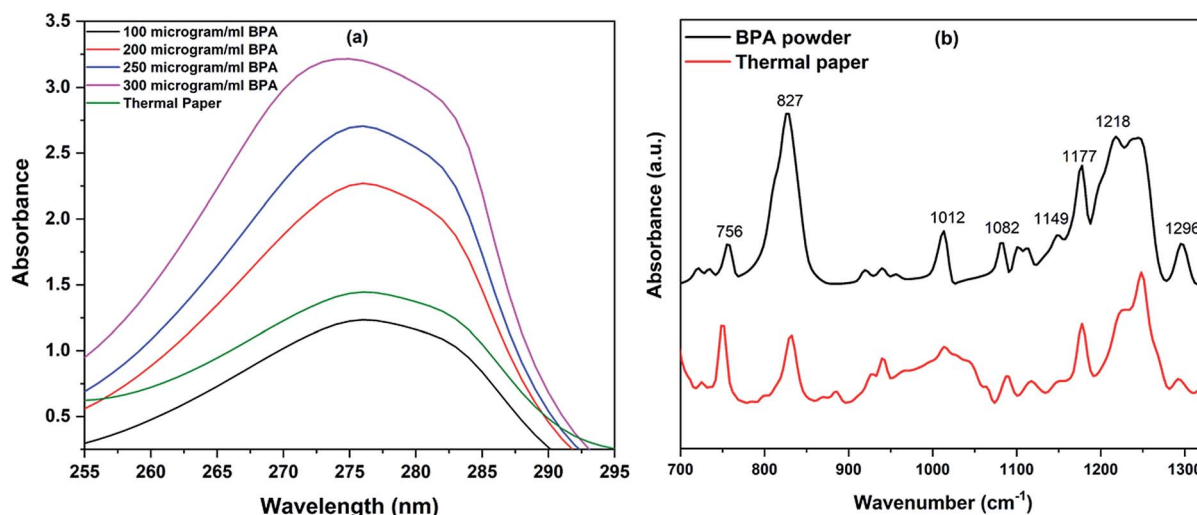 (a)
100 microgram/ml BPA
200 microgram/ml BPA
250 microgram/ml BPA
300 microgram/ml BPA
Thermal Paper
Absorbance
3.5
3.0
2.5
2.0
1.5
1.0
0.5
255 260 265 270 275 280 285 290 295
Wavelength (nm)
(b)
BPA powder
Thermal paper
Absorbance (a.u.)
756
827
1012
1082
1149
1177
1218
1296
700 800 900 1000 1100 1200 1300
Wavenumber (cm⁻¹)